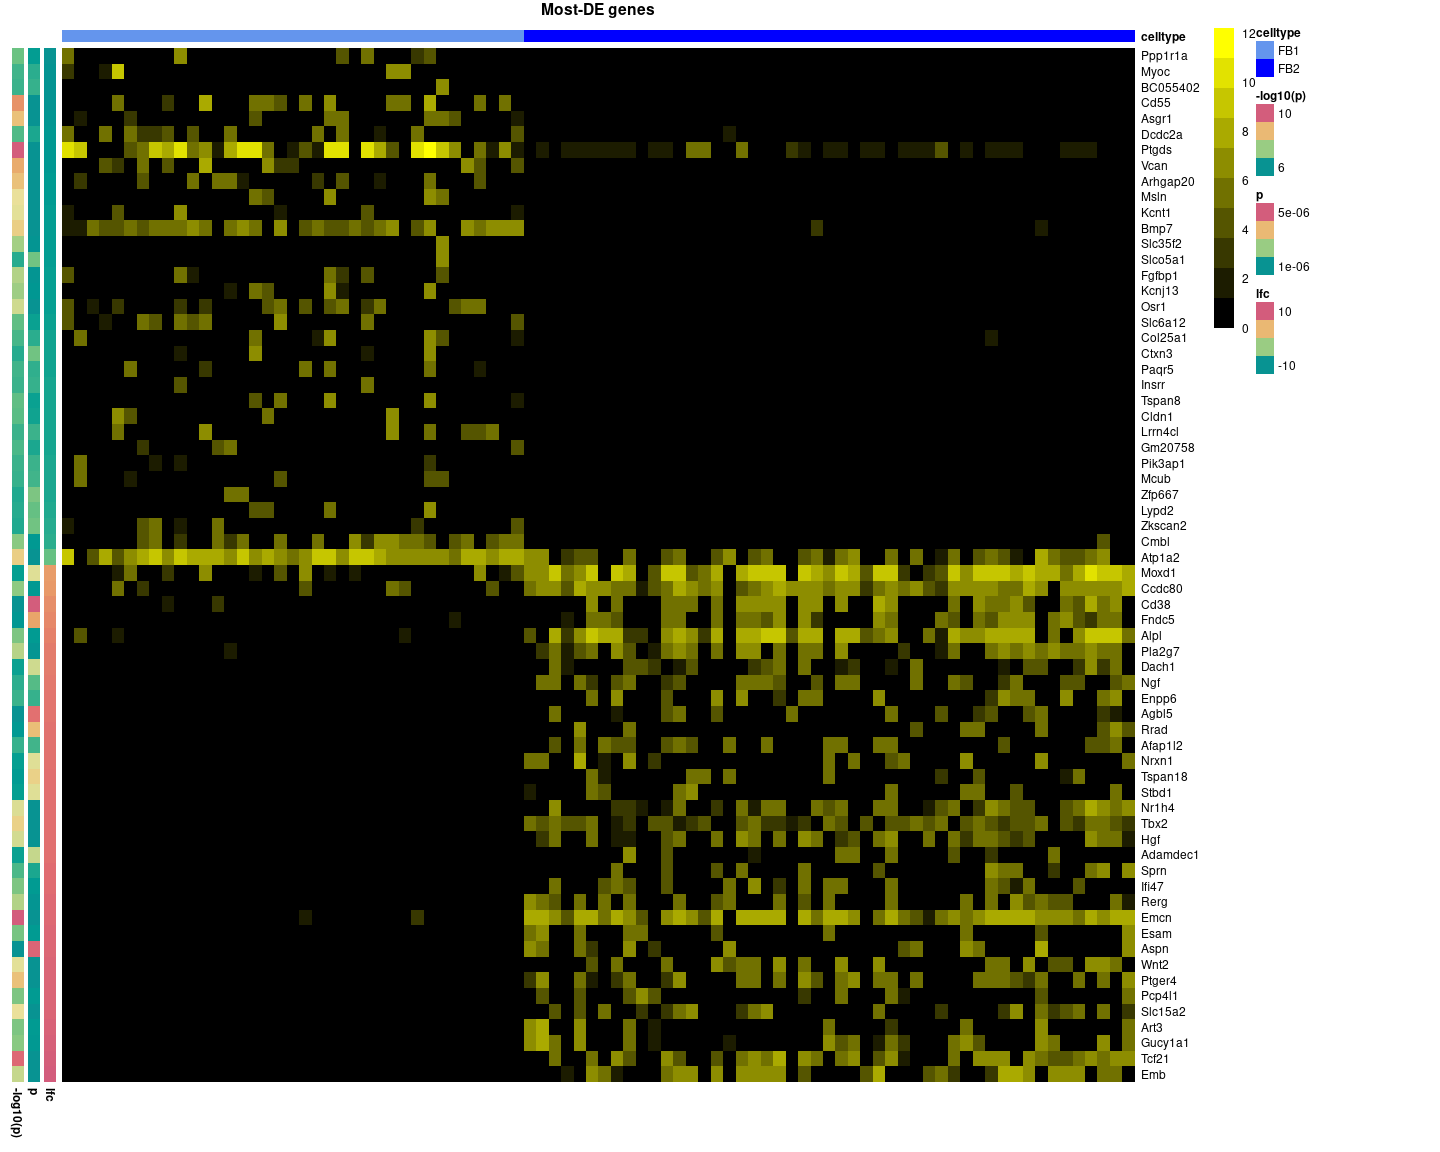 Most-DE genes
celltype
Ppp1r1a
Myoc
BC055402
Cd55
Asgr1
Dcdc2a
Ptgds
Vcan
Arhgap20
Msln
Kcnt1
Bmp7
Slc35f2
Slco5a1
Fgfbp1
Kcnj13
Osr1
Slc6a12
Col25a1
Ctxn3
Paqr5
Insrr
Tspan8
Cldn1
Lrrn4cl
Gm20758
Pik3ap1
Mcub
Zfp667
Lypd2
Zkscan2
Cmbl
Atp1a2
Moxd1
Ccdc80
Cd38
Fndc5
Alpl
Pla2g7
Dach1
Ngf
Enpp6
Agbl5
Rrad
Afap1l2
Nrxn1
Tspan18
Stbd1
Nr1h4
Tbx2
Hgf
Adamdec1
Sprn
Ifi47
Rerg
Emcn
Esam
Aspn
Wnt2
Ptger4
Pcp4l1
Slc15a2
Art3
Gucy1a1
Tcf21
Emb
-log10(p)
p
lfc
12
10
8
6
4
2
0
celltype
FB1
FB2
-log10(p)
10
6
p
5e-06
1e-06
lfc
10
-10